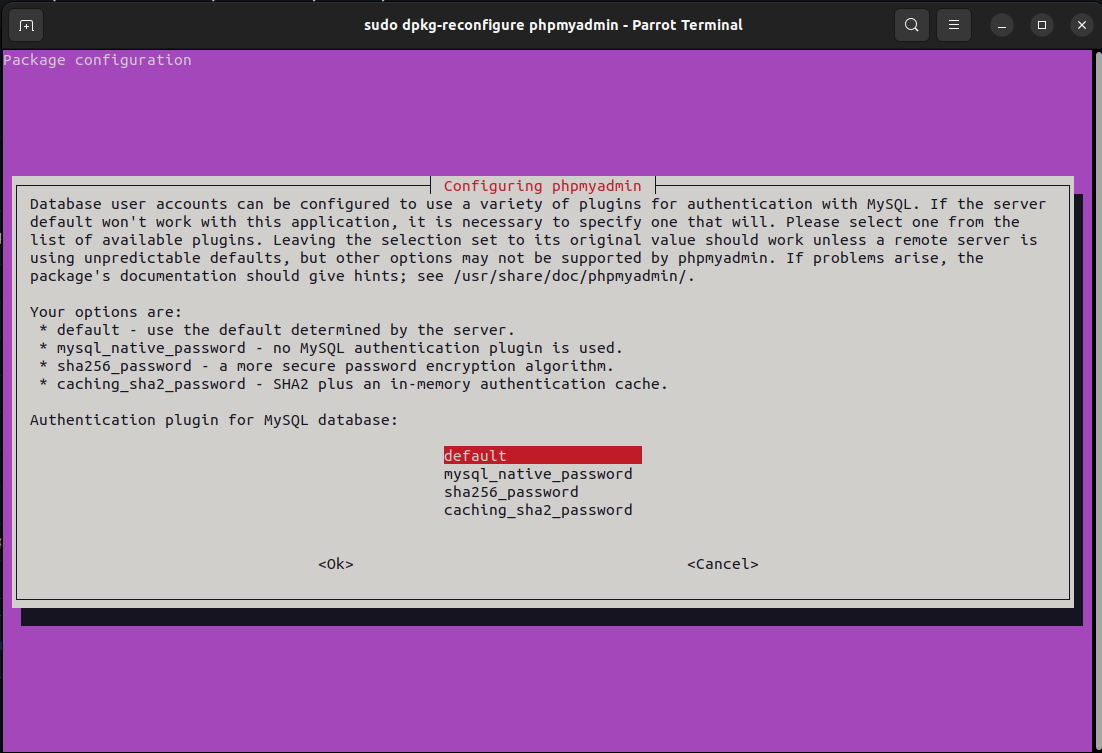 sudo dpkg-reconfigure phpmyadmin - Parrot Terminal
Package configuration
Configuring phpmyadmin
Database user accounts can be configured to use a variety of plugins for authentication with MySQL. If the server
default won't work with this application, it is necessary to specify one that will. Please select one from the
list of available plugins. Leaving the selection set to its original value should work unless a remote server is
using unpredictable defaults, but other options may not be supported by phpmyadmin. If problems arise, the
package's documentation should give hints; see /usr/share/doc/phpmyadmin/.
Your options are:
* default - use the default determined by the server.
* mysql_native_password - no MySQL authentication plugin is used.
* sha256_password - a more secure password encryption algorithm.
* caching_sha2_password - SHA2 plus an in-memory authentication cache.
Authentication plugin for MySQL database:
default
mysql_native_password
sha256_password
caching_sha2_password
<Ok> <Cancel>